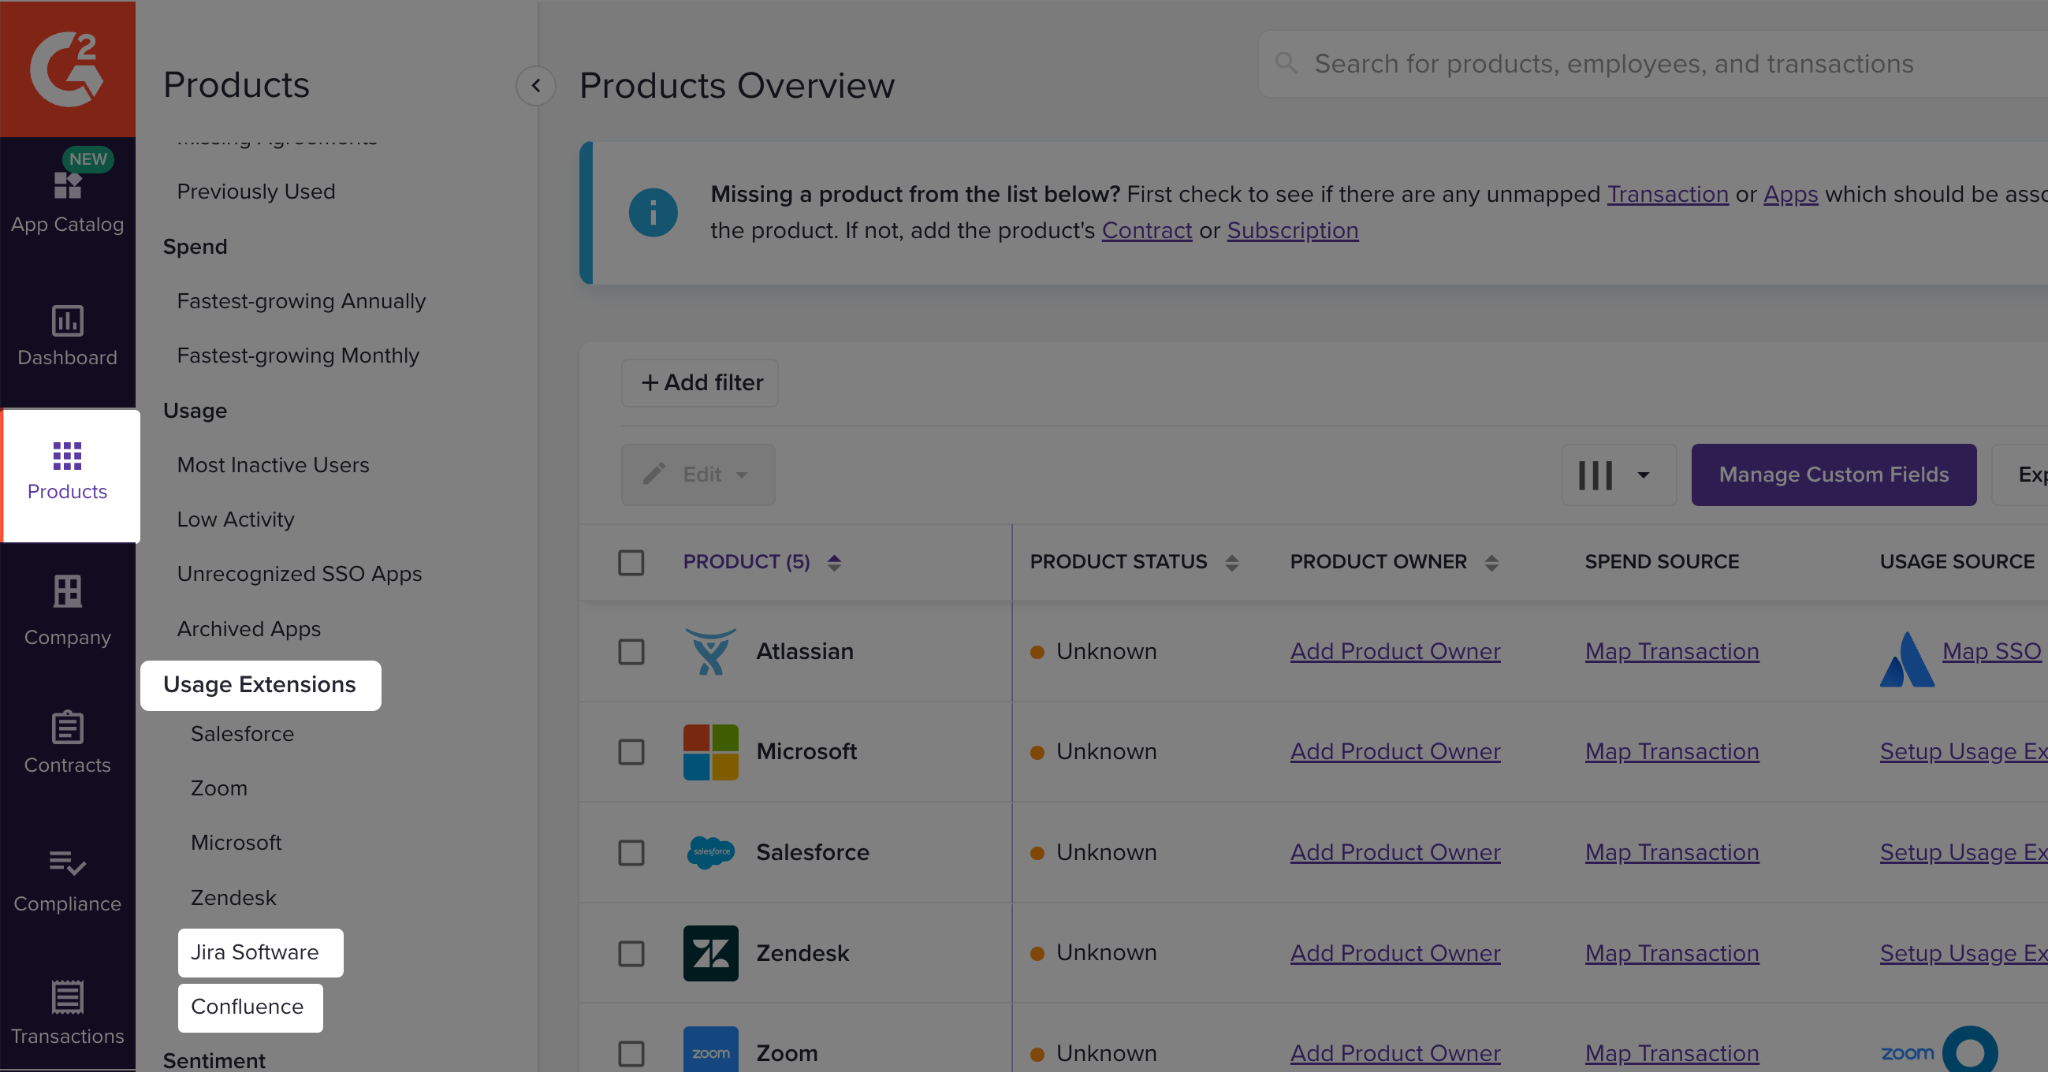 G2
NEW
App Catalog
Dashboard
Products
Company
Contracts
Compliance
Transactions
Products
Missing Agreements
Previously Used
Spend
Fastest-growing Annually
Fastest-growing Monthly
Usage
Most Inactive Users
Low Activity
Unrecognized SSO Apps
Archived Apps
Usage Extensions
Salesforce
Zoom
Microsoft
Zendesk
Jira Software
Confluence
Sentiment
Products Overview
Search for products, employees, and transactions
Missing a product from the list below? First check to see if there are any unmapped Transaction or Apps which should be asso
the product. If not, add the product's Contract or Subscription
+ Add filter
Edit
Manage Custom Fields
Exp
PRODUCT (5) PRODUCT STATUS PRODUCT OWNER SPEND SOURCE USAGE SOURCE
Atlassian Unknown Add Product Owner Map Transaction Map SSO
Microsoft Unknown Add Product Owner Map Transaction Setup Usage Ex
salesforce Salesforce Unknown Add Product Owner Map Transaction Setup Usage Ex
Zendesk Unknown Add Product Owner Map Transaction Setup Usage Ex
zoom Zoom Unknown Add Product Owner Map Transaction zoom